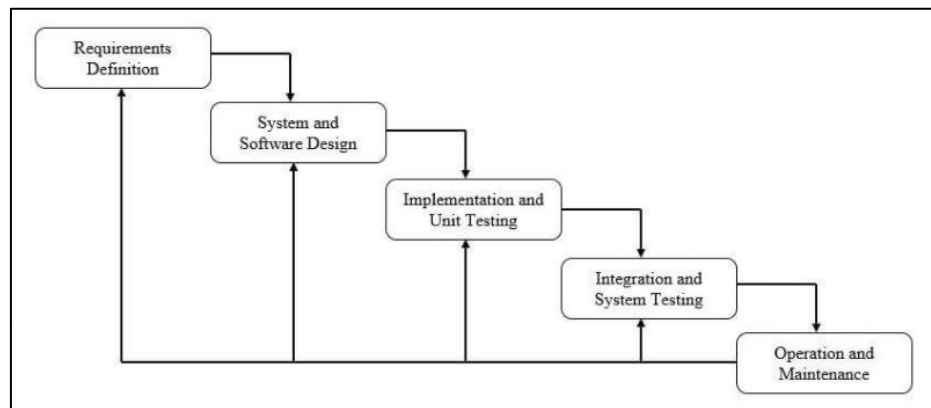 Requirements
Definition
System and
Software Design
Implementation and
Unit Testing
Integration and
System Testing
Operation and
Maintenance